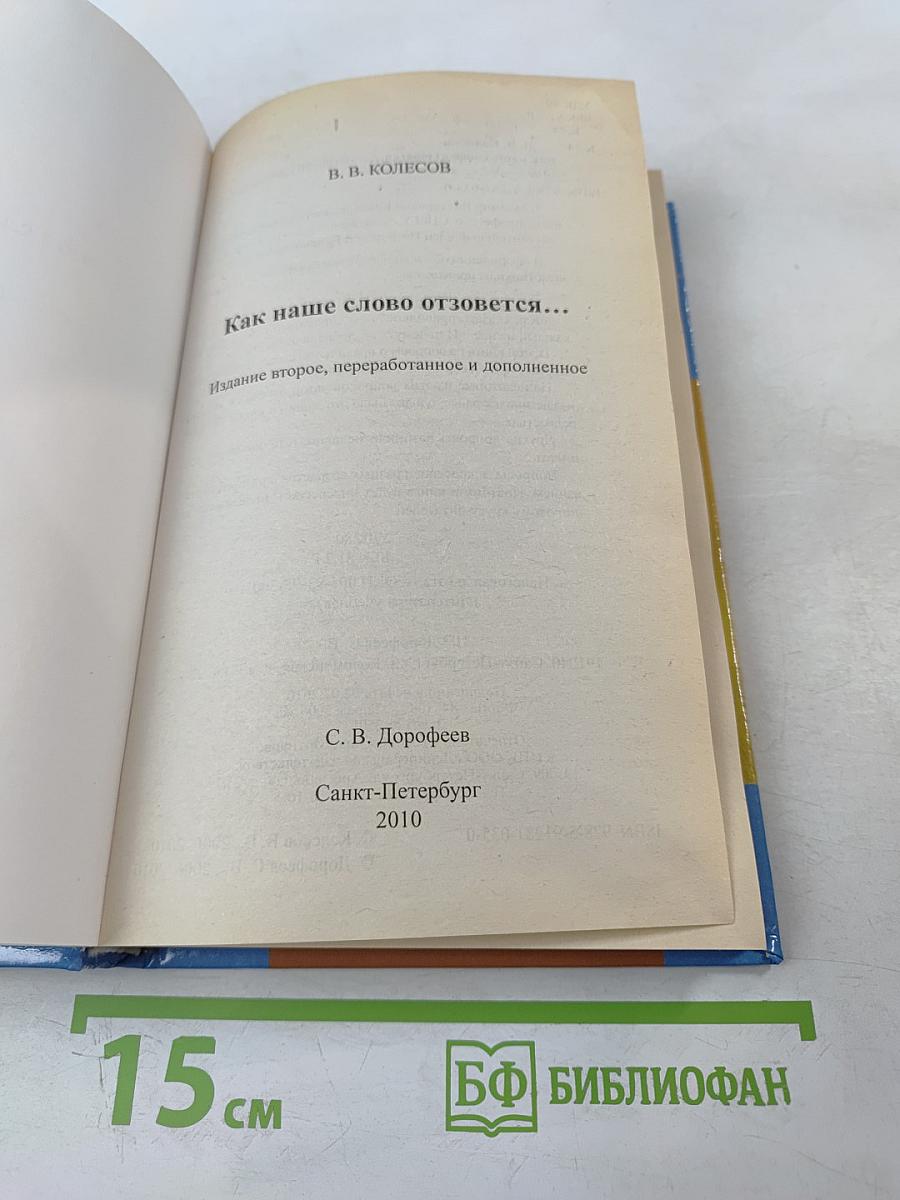 В. В. КОЛЕСОВ
Как наше слово отзовется...
Издание второе, переработанное и дополненное
С. В. Дорофеев
Санкт-Петербург
2010
15 см
БФ БИБЛИОФАН